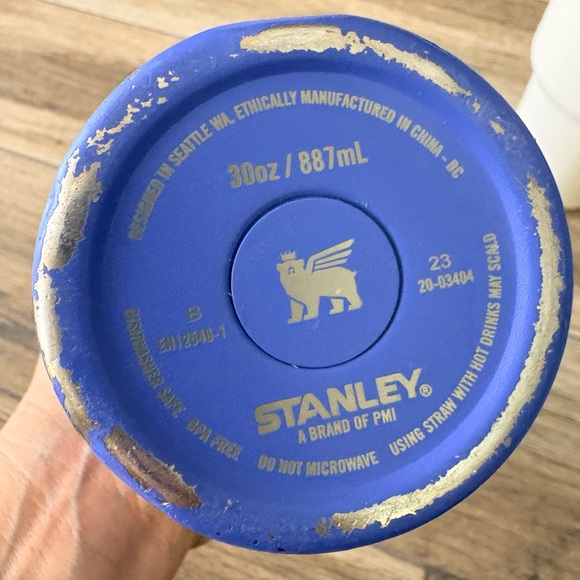 DESIGNED IN SEATTLE WA, ETHICALLY MANUFACTURED IN CHINA - RC
30oz / 887mL
B
EN12546-1
23
20-03404
STANLEY®
A BRAND OF PMI
DISHWASHER SAFE BPA FREE DO NOT MICROWAVE USING STRAW WITH HOT DRINKS MAY SCALD